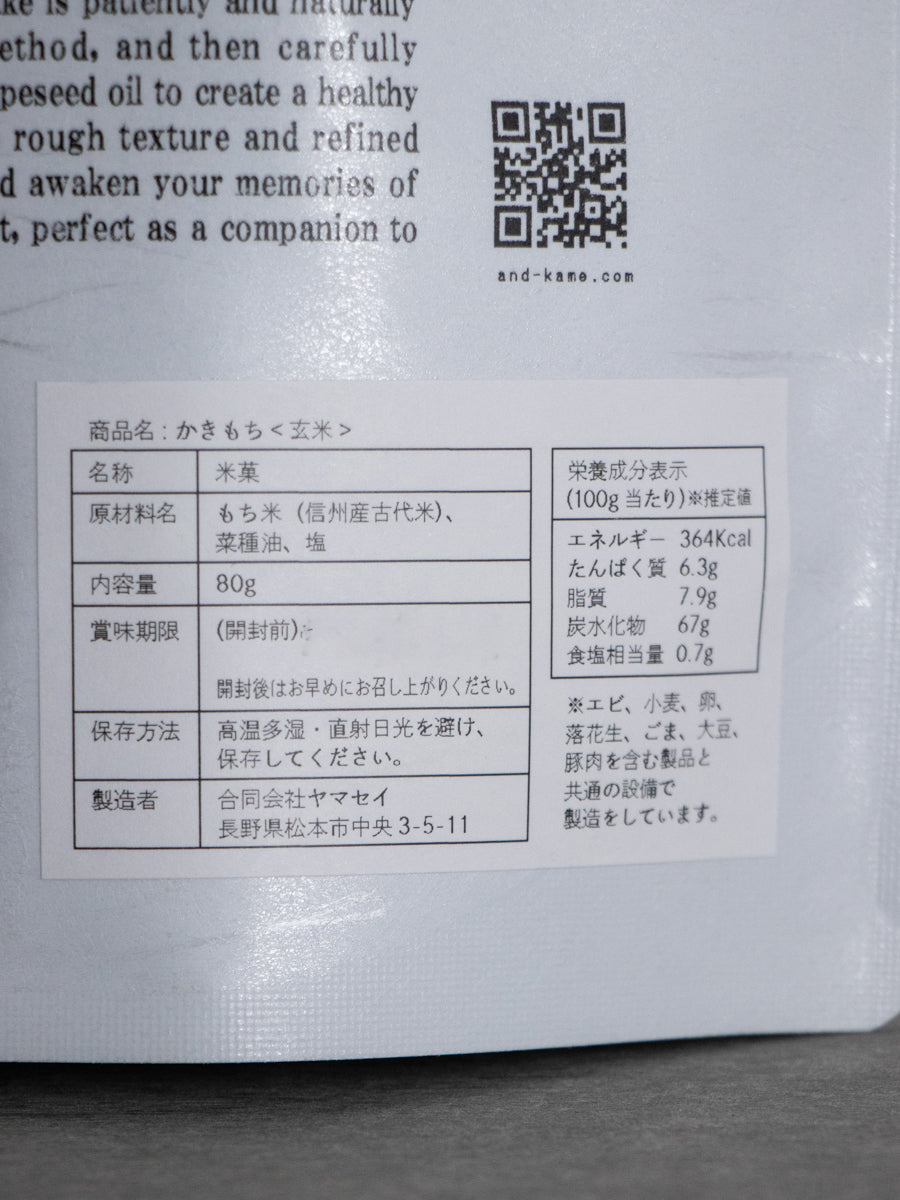 is patiently and naturally
ethod, and then carefully
peseed oil to create a healthy
rough texture and refined
d awaken your memories of
t, perfect as a companion to
and-kame.com
商品名：かきもち＜玄米＞
名称 米菓
原材料名 もち米（信州産古代米）、
菜種油、塩
内容量 80g
賞味期限 (開封前)
開封後はお早めにお召し上がりください。
保存方法 高温多湿・直射日光を避け、
保存してください。
製造者 合同会社ヤマセイ
長野県松本市中央3-5-11
栄養成分表示
(100g当たり)※推定値
エネルギー 364Kcal
たんぱく質 6.3g
脂質 7.9g
炭水化物 67g
食塩相当量 0.7g
※エビ、小麦、卵、
落花生、ごま、大豆、
豚肉を含む製品と
共通の設備で
製造をしています。